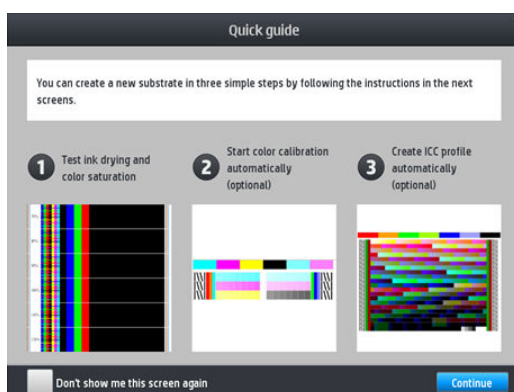 Quick guide
You can create a new substrate in three simple steps by following the instructions in the next
screens.
1 Test ink drying and
color saturation
2 Start color calibration
automatically
(optional)
3 Create ICC profile
automatically
(optional)
Don't show me this screen again
Continue